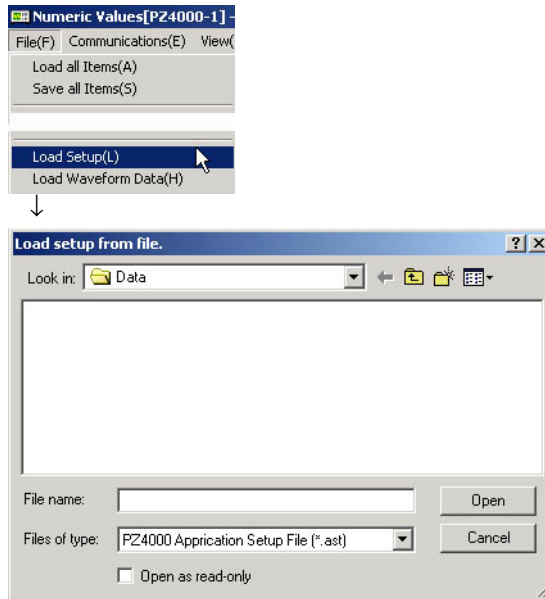 Numeric Values[PZ4000-1] -
File(F) Communications(E) View(
Load all Items(A)
Save all Items(S)
Load Setup(L)
Load Waveform Data(H)
↓
Load setup from file.
Look in: Data
File name:
Open
Files of type: PZ4000 Apprication Setup File (*.ast)
Cancel
Open as read-only